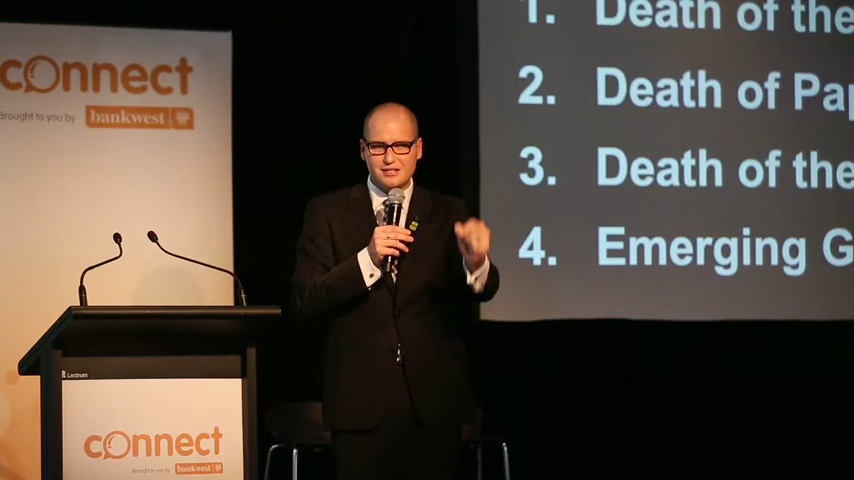 connect
Brought to you by bankwest
1. Death of the
2. Death of Pap
3. Death of the
4. Emerging G
Lectrum
connect
Brought to you by bankwest